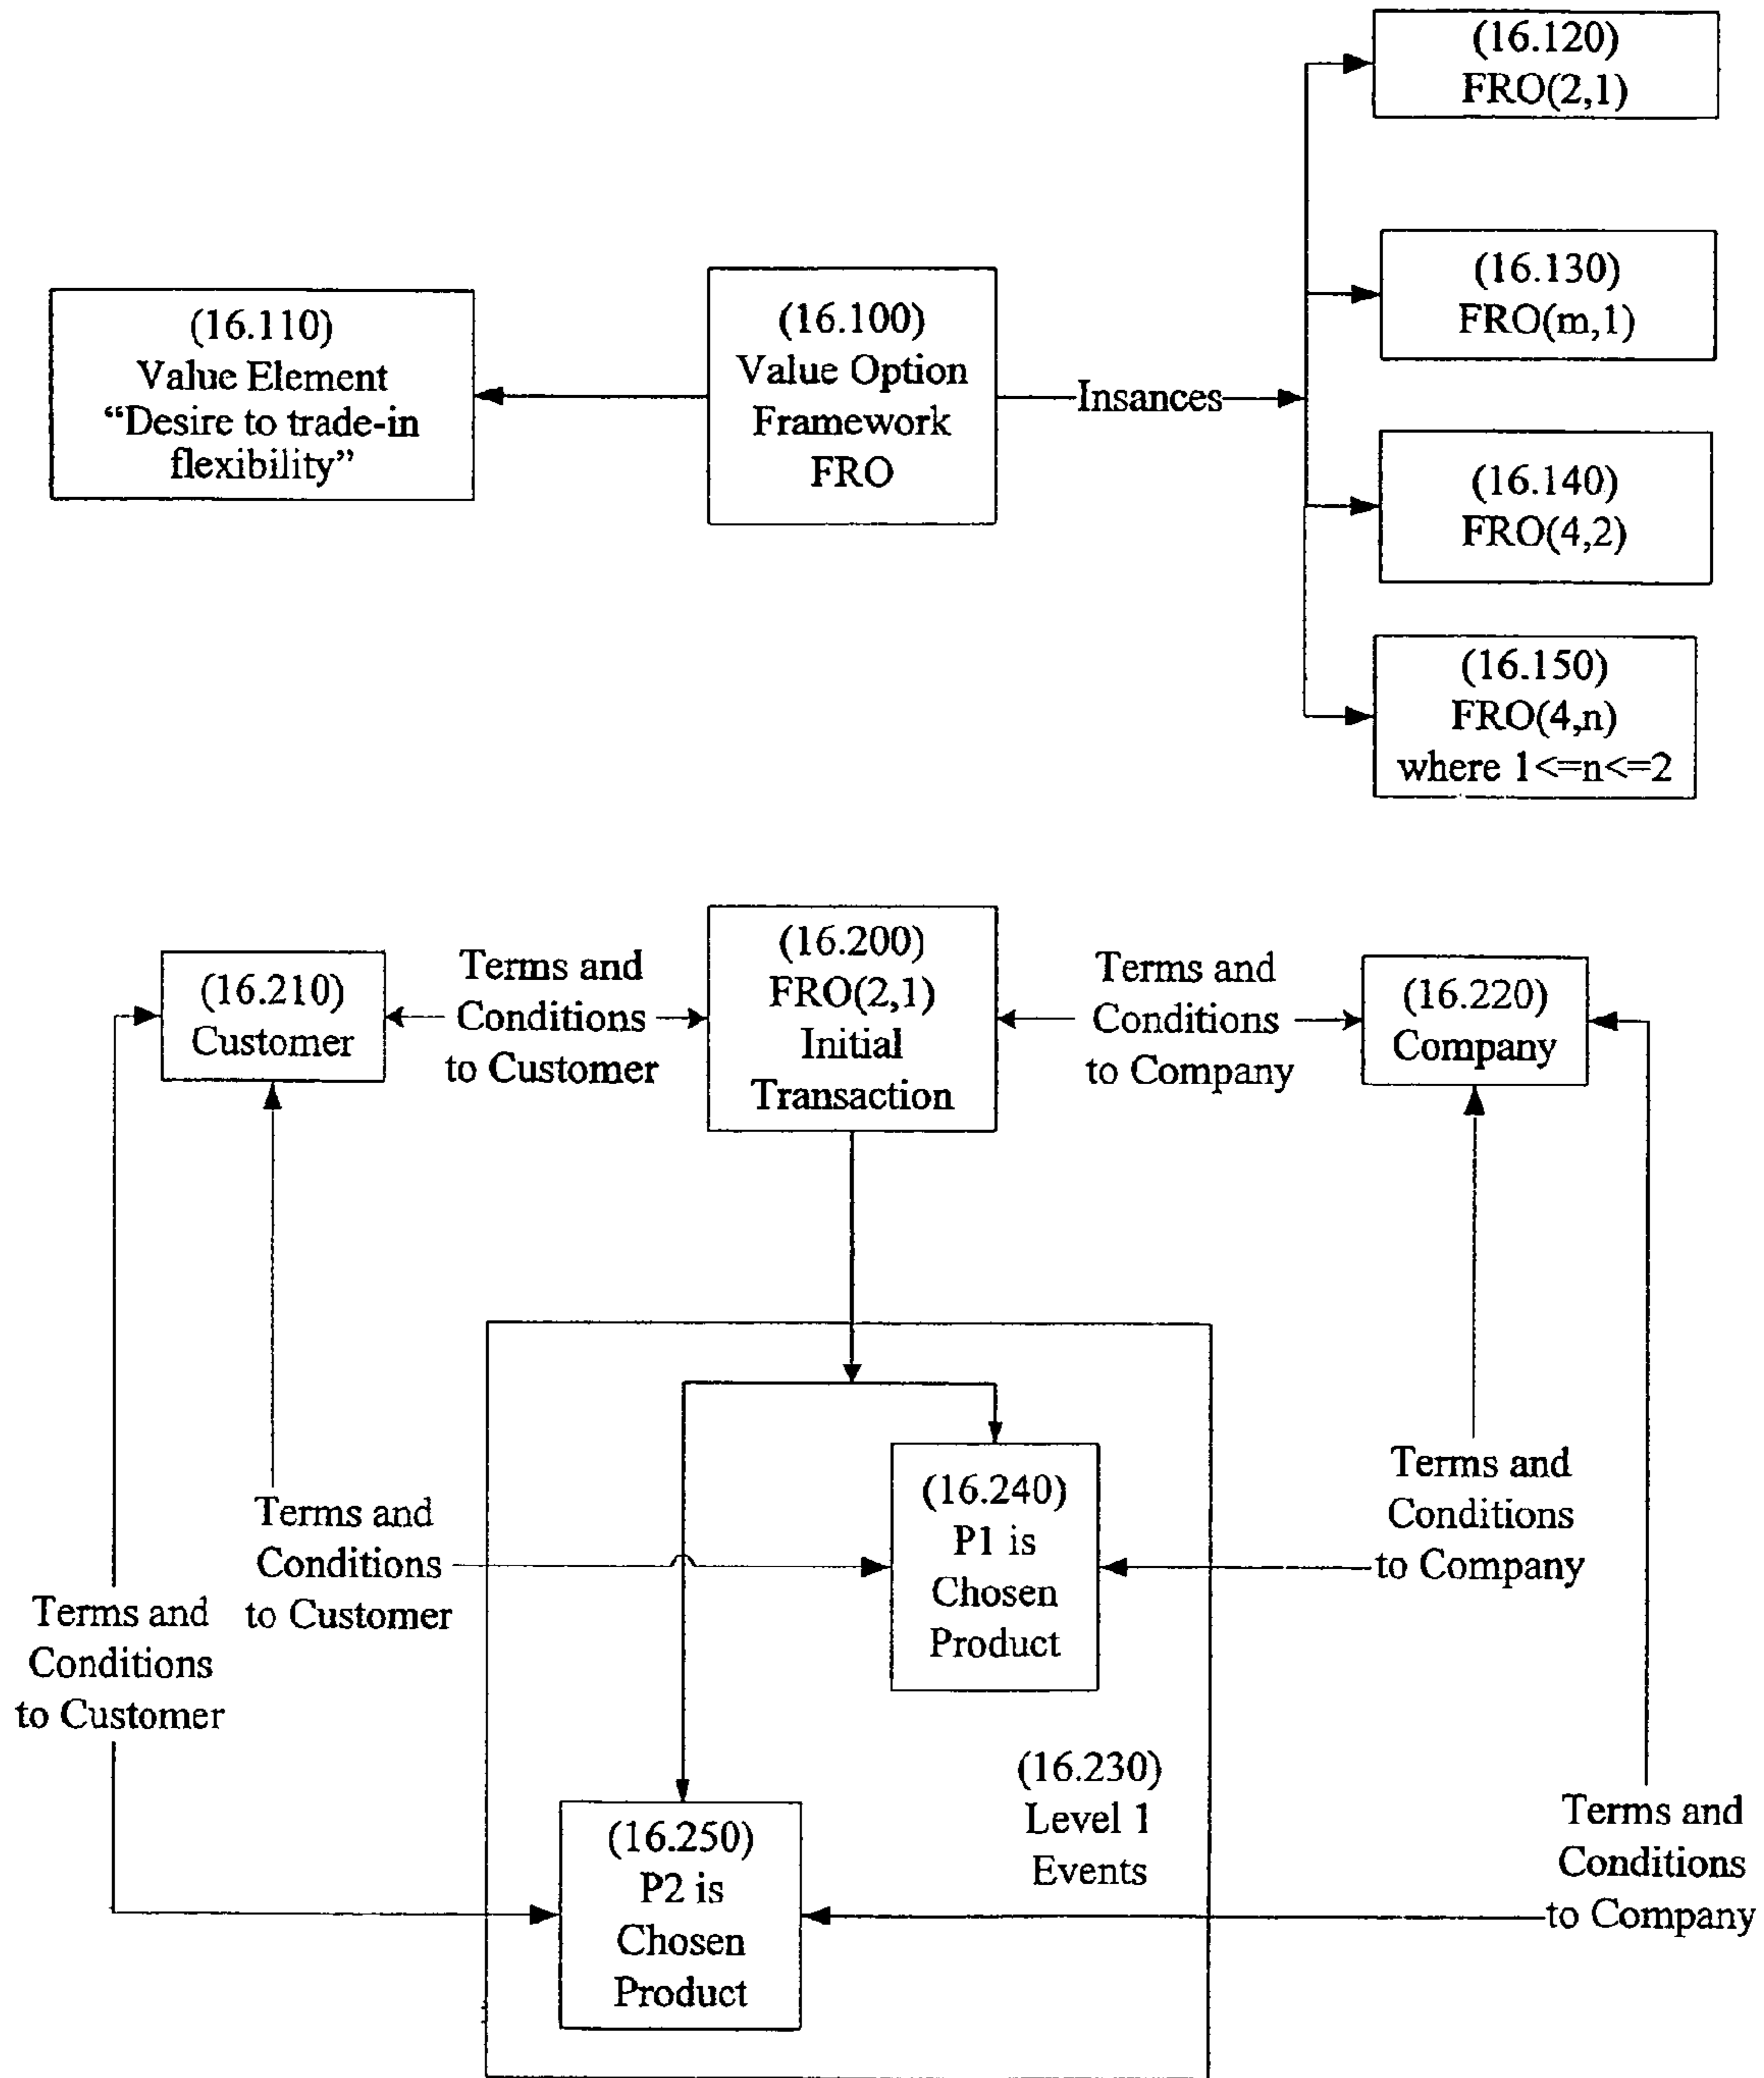 (16.120)
FRO(2,1)
(16.130)
FRO(m,1)
(16.110)
Value Element
“Desire to trade-in
flexibility”
(16.100)
Value Option
Framework
FRO
Insances
(16.140)
FRO(4,2)
(16.150)
FRO(4,n)
where 1<=n<=2
(16.210)
Customer
Terms and
Conditions
to Customer
(16.200)
FRO(2,1)
Initial
Transaction
Terms and
Conditions
to Company
(16.220)
Company
Terms and
Conditions
to Customer
(16.240)
P1 is
Chosen
Product
Terms and
Conditions
to Company
Terms and
Conditions
to Customer
(16.230)
Level 1
Events
(16.250)
P2 is
Chosen
Product
Terms and
Conditions
to Company